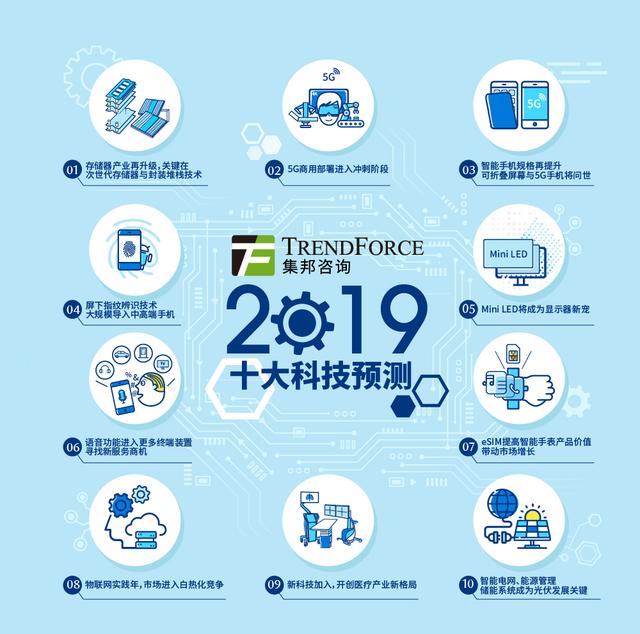 5G
5G
01 存储器产业再升级,关键在
次世代存储器与封装堆栈技术
02 5G商用部署进入冲刺阶段
03 智能手机规格再提升
可折叠屏幕与5G手机将问世
TF TRENDFORCE
集邦咨询
Mini LED
04 屏下指纹辨识技术
大规模导入中高端手机
2019
十大科技预测
05 Mini LED将成为显示器新宠
TV
06 语音功能进入更多终端装置
寻找新服务商机
07 eSIM提高智能手表产品价值
带动市场增长
08 物联网实践年,市场进入白热化竞争
09 新科技加入,开创医疗产业新格局
10 智能电网、能源管理
储能系统成为光伏发展关键